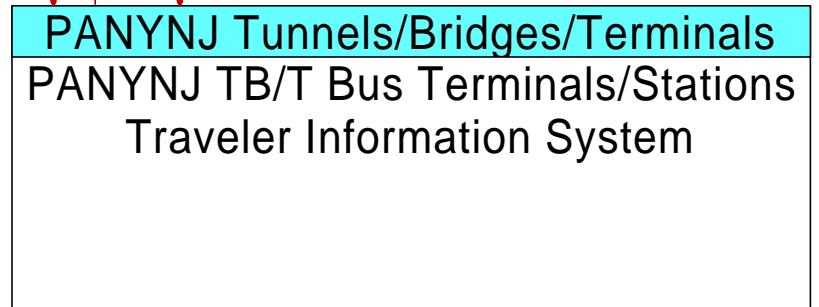 PANYNJ Tunnels/Bridges/Terminals
PANYNJ TB/T Bus Terminals/Stations
Traveler Information System